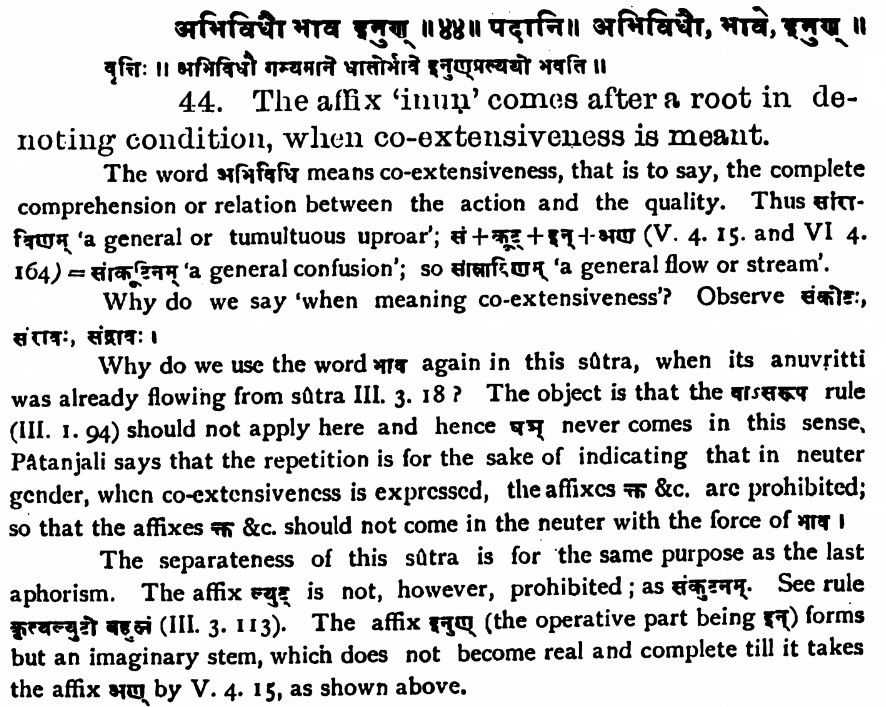 अभिविधौ भाव इनुण् ॥४४॥ पदानि॥ अभिविधौ, भावे, इनुण् ॥
वृत्तिः ॥ अभिविधौ गम्यमाने धातोर्भावे इनुण्प्रत्ययो भवति ॥
44. The affix 'inuṇ' comes after a root in de-
noting condition, when co-extensiveness is meant.
The word अभिविधि means co-extensiveness, that is to say, the complete
comprehension or relation between the action and the quality. Thus सांरा-
विणम् 'a general or tumultuous uproar'; सं+कूट्+इन्+अण (V. 4. 15. and VI 4.
164) = सांकूटिनम् 'a general confusion'; so सांद्राविणम् 'a general flow or stream'.
Why do we say 'when meaning co-extensiveness'? Observe संकोटः,
संरावः, संद्रावः ।
Why do we use the word भाव again in this sûtra, when its anuvṛitti
was already flowing from sûtra III. 3. 18? The object is that the वाऽसरूप rule
(III. 1. 94) should not apply here and hence घञ् never comes in this sense.
Pâtanjali says that the repetition is for the sake of indicating that in neuter
gender, when co-extensiveness is expressed, the affixes क्त &c. are prohibited;
so that the affixes क्त &c. should not come in the neuter with the force of भाव ।
The separateness of this sûtra is for the same purpose as the last
aphorism. The affix ल्युट् is not, however, prohibited; as संकुटनम्. See rule
कृत्यल्युटो बहुलं (III. 3. 113). The affix इनुण् (the operative part being इन्) forms
but an imaginary stem, which does not become real and complete till it takes
the affix अण् by V. 4. 15, as shown above.